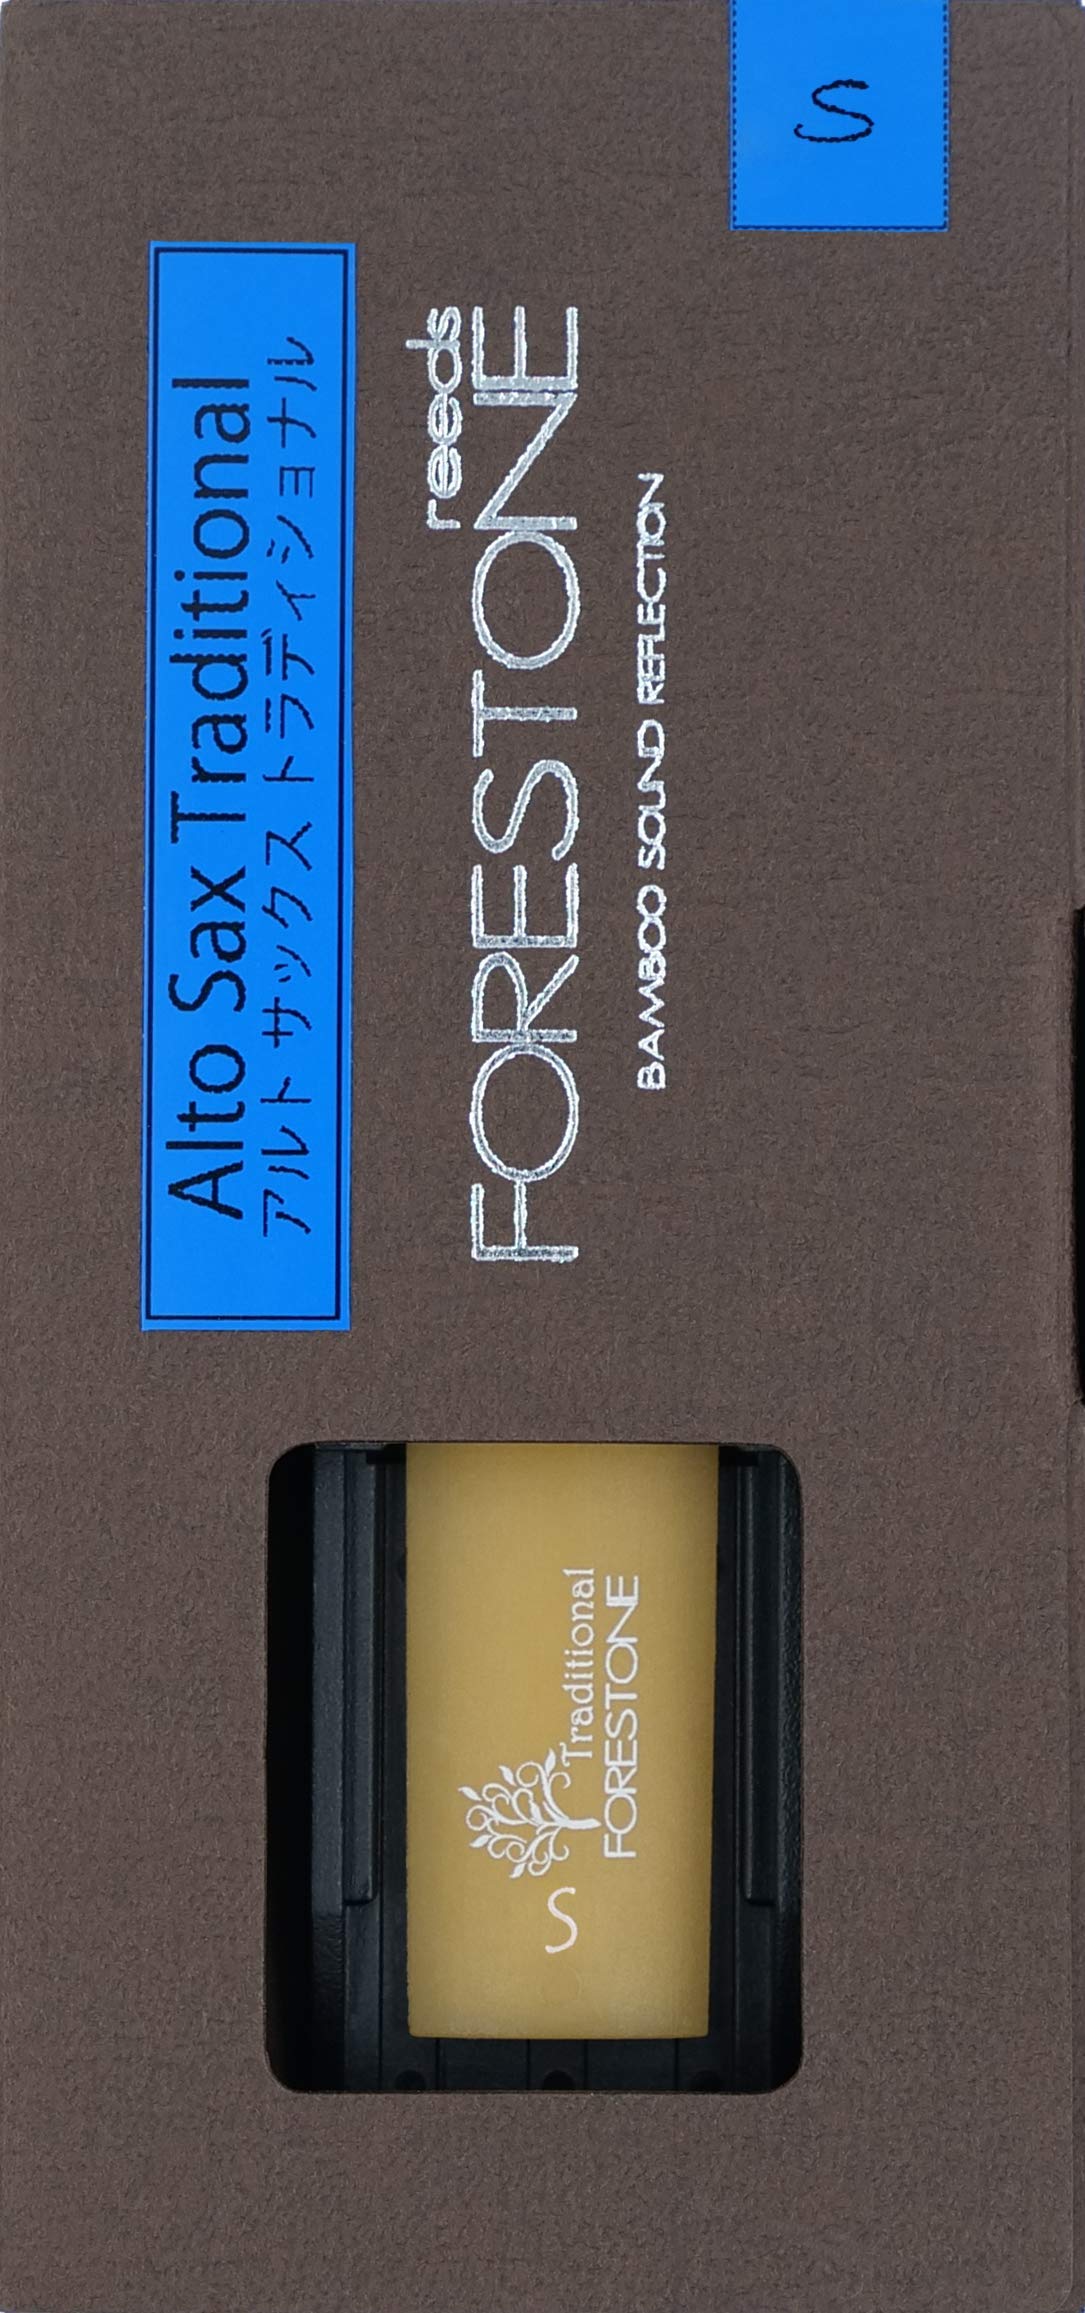 S
Alto Sax Traditional
アルト サックス トラディショナル
reeds
FORESTONE
BAMBOO SOUND REFLECTION
S
Traditional
FORESTONE